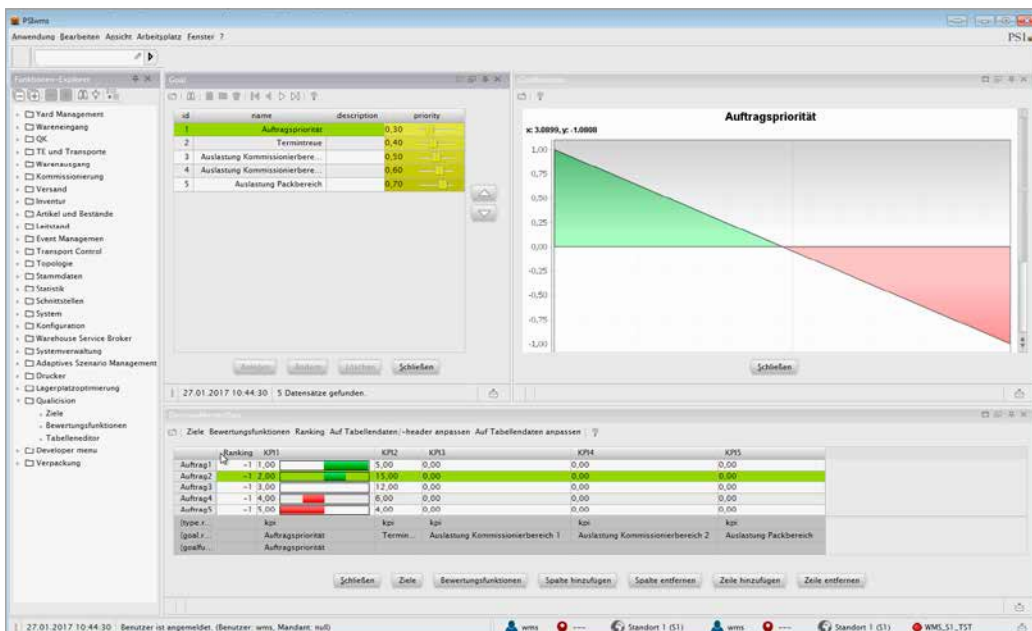 PSIwms
Anwendung Bearbeiten Ansicht Arbeitsplatz Fenster ?
PSI
Funktionen-Explorer
Yard Management
Wareneingang
QK
TE und Transporte
Warenausgang
Kommissionierung
Versand
Inventur
Artikel und Bestände
Leitstand
Event Managemen
Transport Control
Topologie
Stammdaten
Statistik
Schnittstellen
System
Konfiguration
Warehouse Service Broker
Systemverwaltung
Adaptives Szenario Management
Drucker
Lagerplatzoptimierung
Qualicision
Ziele
Bewertungsfunktionen
Tabelleneditor
Developer menu
Verpackung
Goal
id name description priority
1 Auftragspriorität 0,30
2 Termintreue 0,40
3 Auslastung Kommissionierbere... 0,50
4 Auslastung Kommissionierbere... 0,60
5 Auslastung Packbereich 0,70
Anlegen Ändern Löschen Schließen
27.01.2017 10:44:30 5 Datensätze gefunden.
Auftragspriorität
x: 3.0899, y: -1.0808
1,00
0,75
0,50
0,25
0,00
-0,25
-0,50
-0,75
-1,00
Schließen
Ziele Bewertungsfunktionen Ranking Auf Tabellendaten/-header anpassen Auf Tabellendaten anpassen
Ranking KPI1 KPI2 KPI3 KPI4 KPI5
Auftrag1 -1 1,00 5,00 0,00 0,00 0,00
Auftrag2 -1 2,00 15,00 0,00 0,00 0,00
Auftrag3 -1 3,00 12,00 0,00 0,00 0,00
Auftrag4 -1 4,00 6,00 0,00 0,00 0,00
Auftrag5 -1 5,00 4,00 0,00 0,00 0,00
[type.r... kpi kpi kpi kpi kpi
[goal.r... Auftragspriorität Termin... Auslastung Kommissionierbereich 1 Auslastung Kommissionierbereich 2 Auslastung Packbereich
[goalfu... Auftragspriorität
Schließen Ziele Bewertungsfunktionen Spalte hinzufügen Spalte entfernen Zeile hinzufügen Zeile entfernen
27.01.2017 10:44:30 Benutzer ist angemeldet. (Benutzer: wms, Mandant: null) wms --- Standort 1 (S1) wms --- Standort 1 (S1) WMS_S1_TST